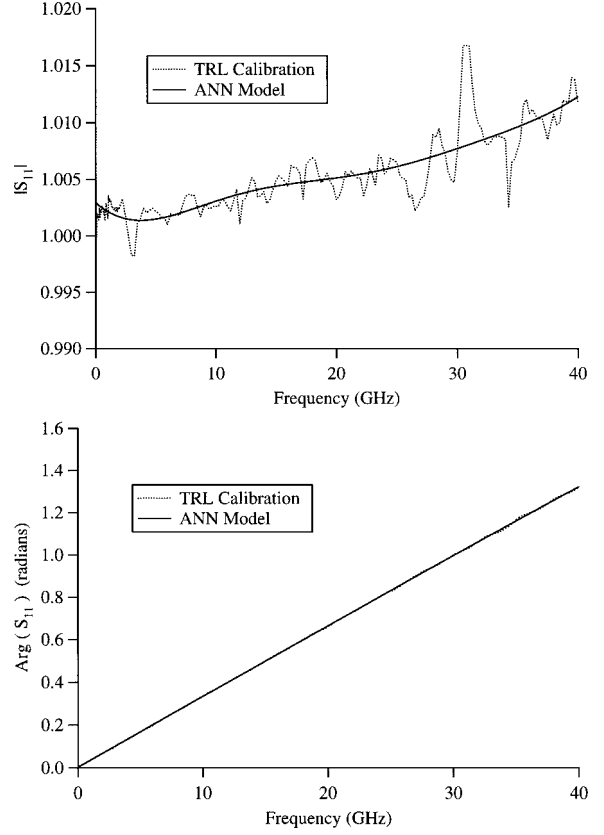 1.020
1.015
1.010
1.005
1.000
0.995
0.990
|S11|
TRL Calibration
ANN Model
0 10 20 30 40
Frequency (GHz)
1.6
1.4
1.2
1.0
0.8
0.6
0.4
0.2
0.0
Arg ( S11 ) (radians)
TRL Calibration
ANN Model
0 10 20 30 40
Frequency (GHz)